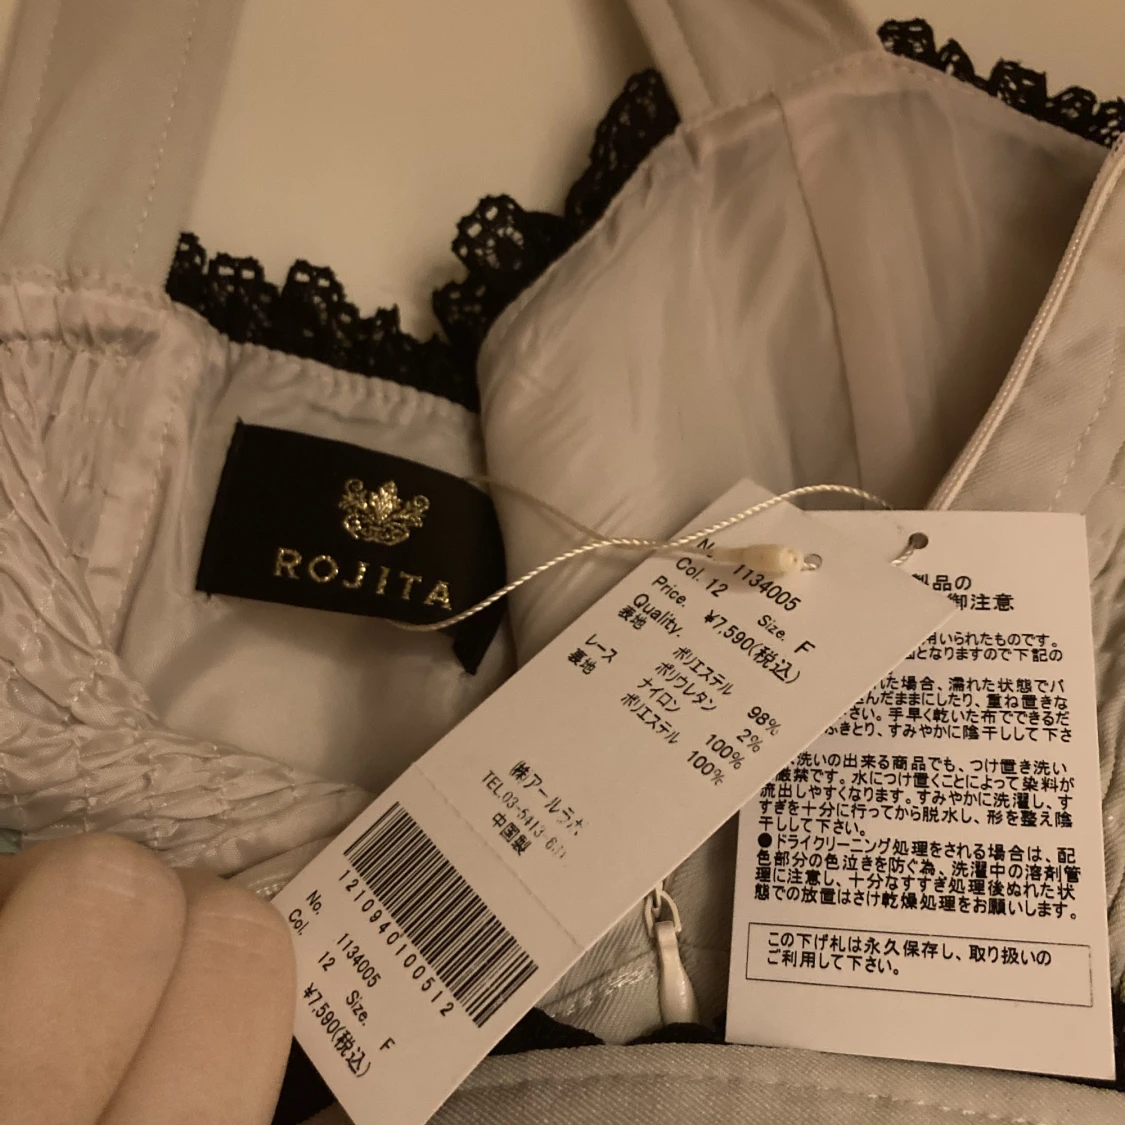 ROJITA
No. 1134005
Col. 12 Size. F
Price. ¥7,590(税込)
Quality.
表地 ポリエステル 98%
ポリウレタン 2%
レース ナイロン 100%
裏地 ポリエステル 100%
㈱アールラ
TEL.03-5413-6
中国製
1210940100512
No. 1134005
Col. 12 Size. F
¥7,590(税込)
品の
御注意
用いられたものです。
因となりますので下記の
れた場合、濡れた状態でバ
んだままにしたり、重ね置きな
さい。手早く乾いた布でできるだ
ふきとり、すみやかに陰干しして下さ
洗いの出来る商品でも、つけ置き洗い
厳禁です。水につけ置くことによって染料が
流出しやすくなります。すみやかに洗濯し、す
すぎを十分に行ってから脱水し、形を整え陰
干しして下さい。
●ドライクリーニング処理をされる場合は、配
色部分の色泣きを防ぐ為、洗濯中の溶剤管
理に注意し、十分なすすぎ処理後ぬれた状
態での放置はさけ乾燥処理をお願いします。
この下げ札は永久保存し、取り扱いの
ご利用して下さい。